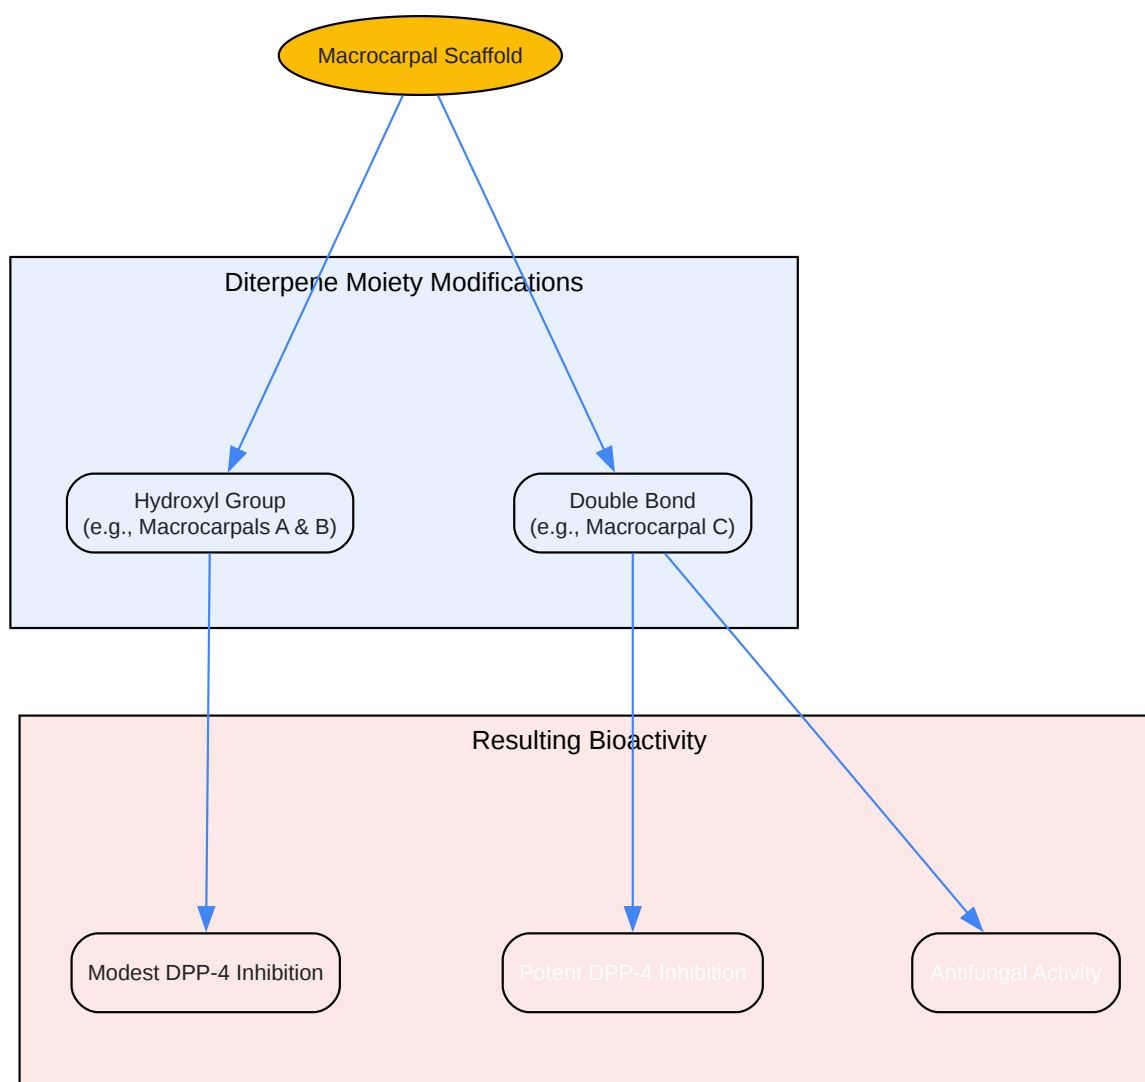 Macrocarpal Scaffold
Diterpene Moiety Modifications
Hydroxyl Group
(e.g., Macrocarpals A & B)
Double Bond
(e.g., Macrocarpal C)
Resulting Bioactivity
Modest DPP-4 Inhibition
Potent DPP-4 Inhibition
Antifungal Activity